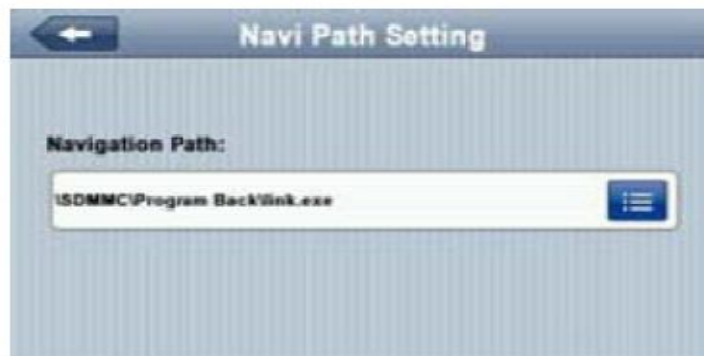 Navi Path Setting
Navigation Path:
\SDMMC\Program Back\link.exe